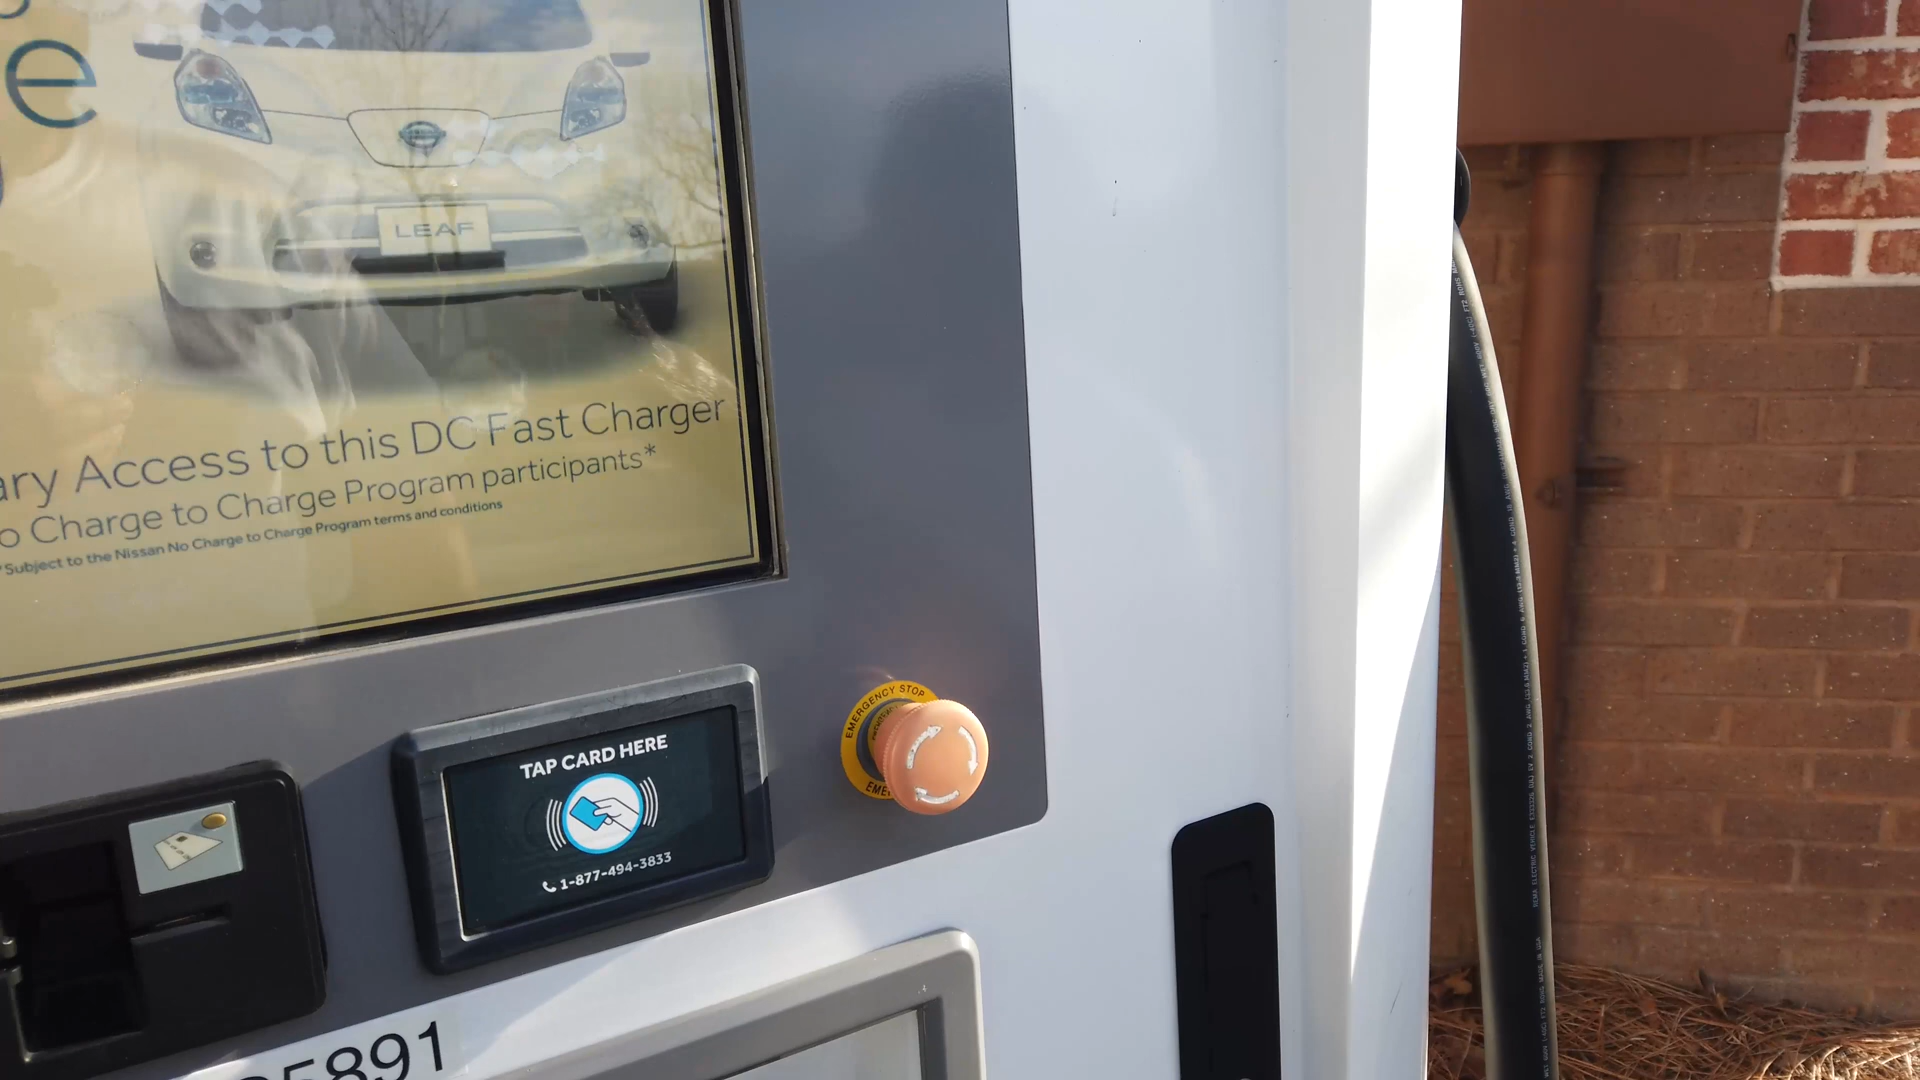 e
LEAF
ary Access to this DC Fast Charger
o Charge to Charge Program participants*
*Subject to the Nissan No Charge to Charge Program terms and conditions
EMERGENCY STOP
TAP CARD HERE
1-877-494-3833
5891